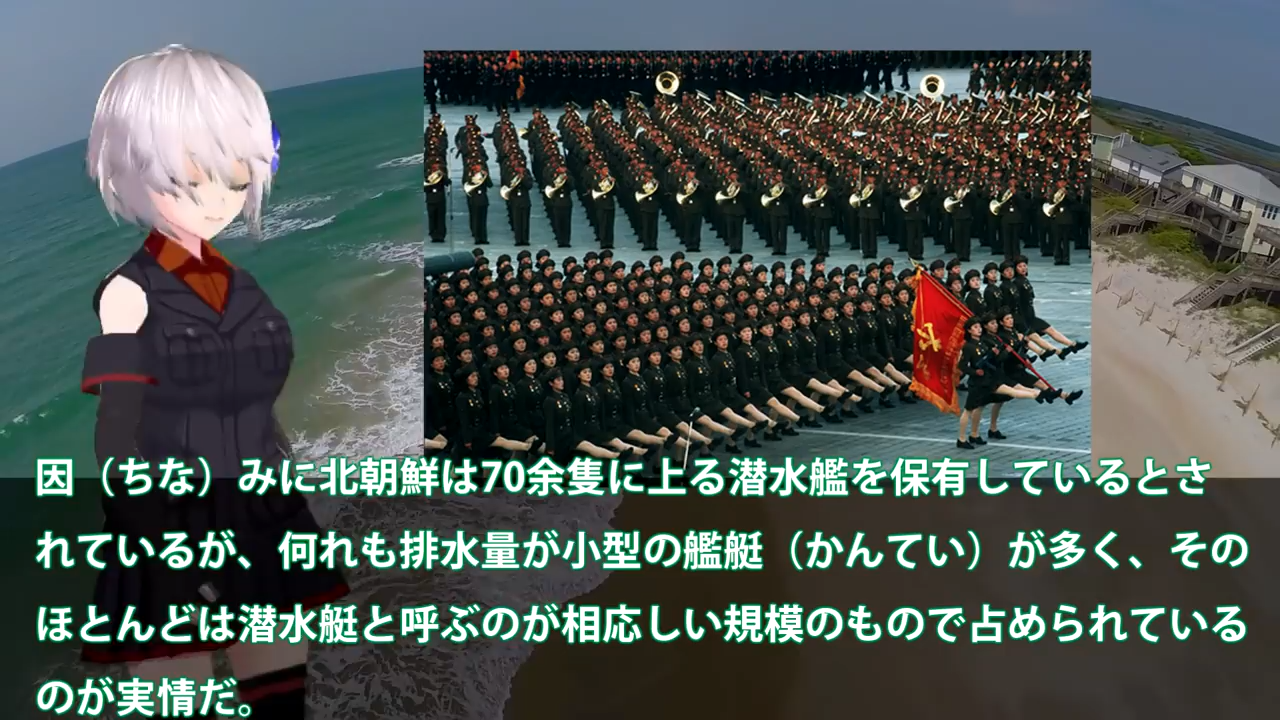 因（ちな）みに北朝鮮は70余隻に上る潜水艦を保有しているとさ
れているが、何れも排水量が小型の艦艇（かんてい）が多く、その
ほとんどは潜水艇と呼ぶのが相応しい規模のもので占められている
のが実情だ。